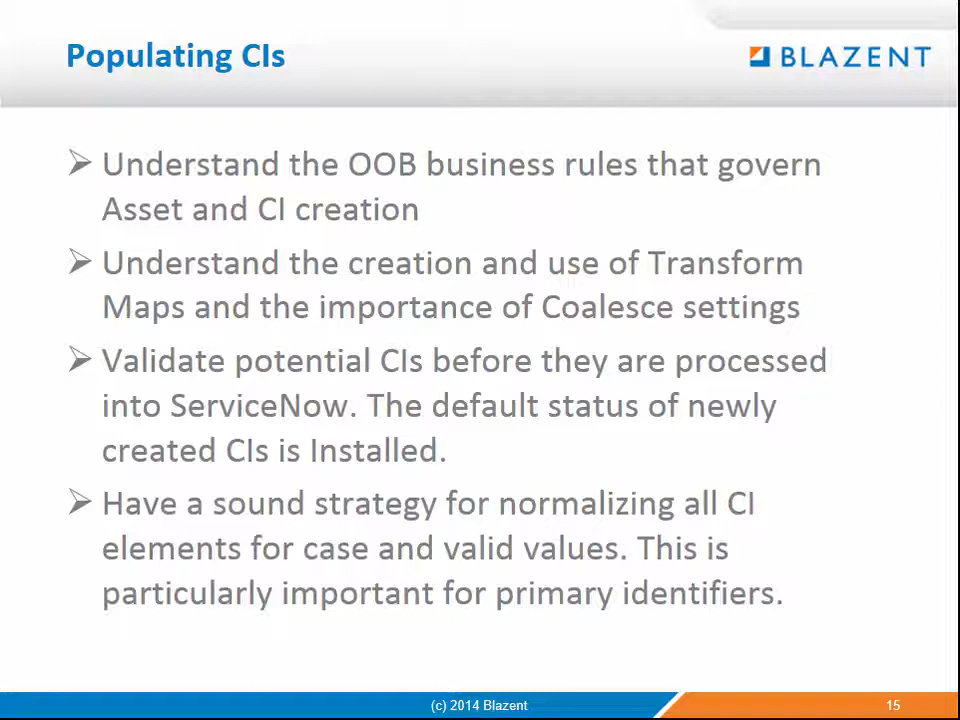 Populating CIs
BLAZENT
➢ Understand the OOB business rules that govern
Asset and CI creation
➢ Understand the creation and use of Transform
Maps and the importance of Coalesce settings
➢ Validate potential CIs before they are processed
into ServiceNow. The default status of newly
created CIs is Installed.
➢ Have a sound strategy for normalizing all CI
elements for case and valid values. This is
particularly important for primary identifiers.
(c) 2014 Blazent
15